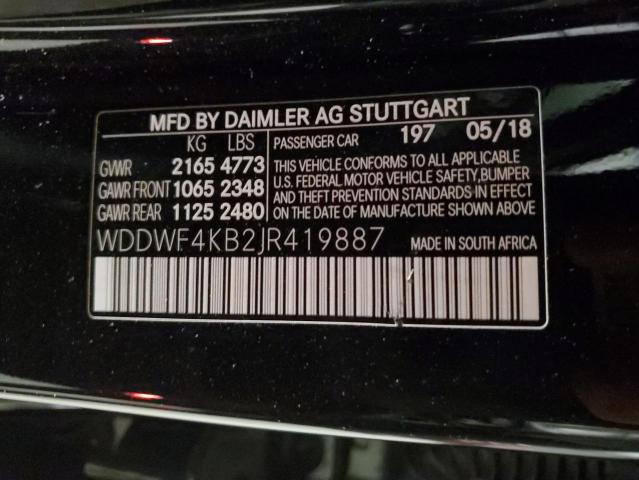 MFD BY DAIMLER AG STUTTGART
KG LBS PASSENGER CAR 197 05/18
GVWR 2165 4773
GAWR FRONT 1065 2348
GAWR REAR 1125 2480
THIS VEHICLE CONFORMS TO ALL APPLICABLE
U.S. FEDERAL MOTOR VEHICLE SAFETY,BUMPER
AND THEFT PREVENTION STANDARDS IN EFFECT
ON THE DATE OF MANUFACTURE SHOWN ABOVE
WDDWF4KB2JR419887 MADE IN SOUTH AFRICA